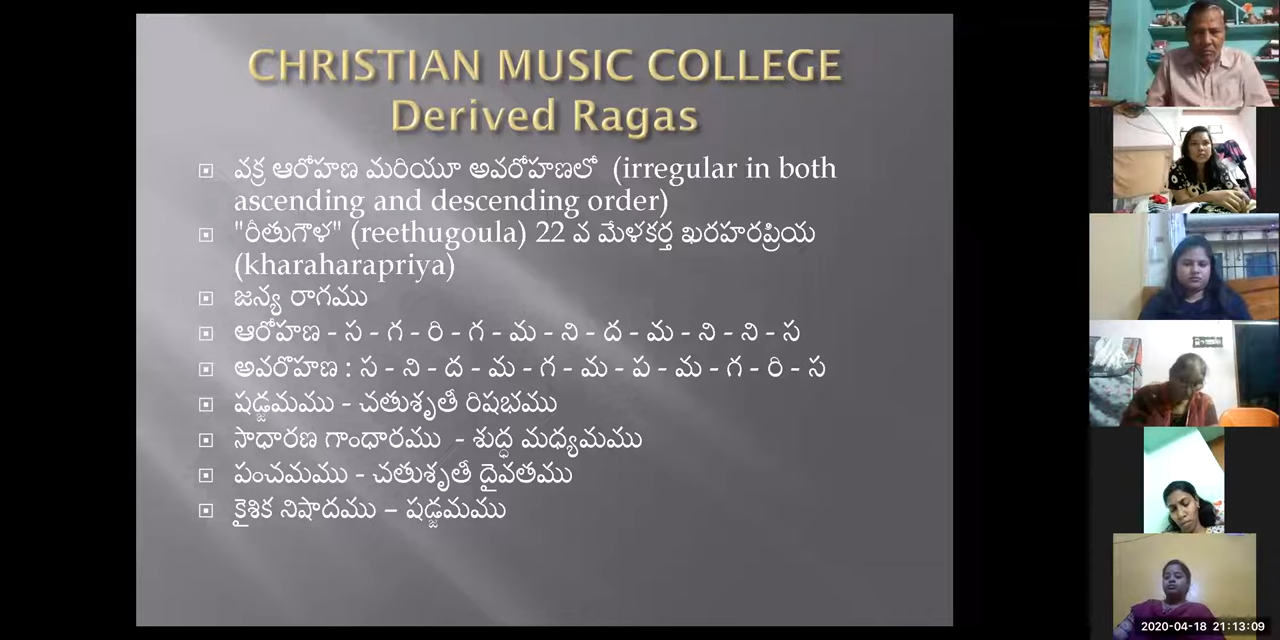 CHRISTIAN MUSIC COLLEGE
Derived Ragas
వక్ర ఆరోహణ మరియూ అవరోహణలో (irregular in both
ascending and descending order)
"రీతుగౌళ" (reethugoula) 22 వ మేళకర్త ఖరహరప్రియ
(kharaharapriya)
జన్య రాగము
ఆరోహణ - స - గ - రి - గ - మ - ని - ద - మ - ని - ని - స
అవరొహణ : స - ని - ద - మ - గ - మ - ప - మ - గ - రి - స
షడ్జమము - చతుశృతీ రిషభము
సాధారణ గాంధారము - శుద్ధ మధ్యమము
పంచమము - చతుశృతీ దైవతము
కైశిక నిషాదము – షడ్జమము
2020-04-18 21:13:09